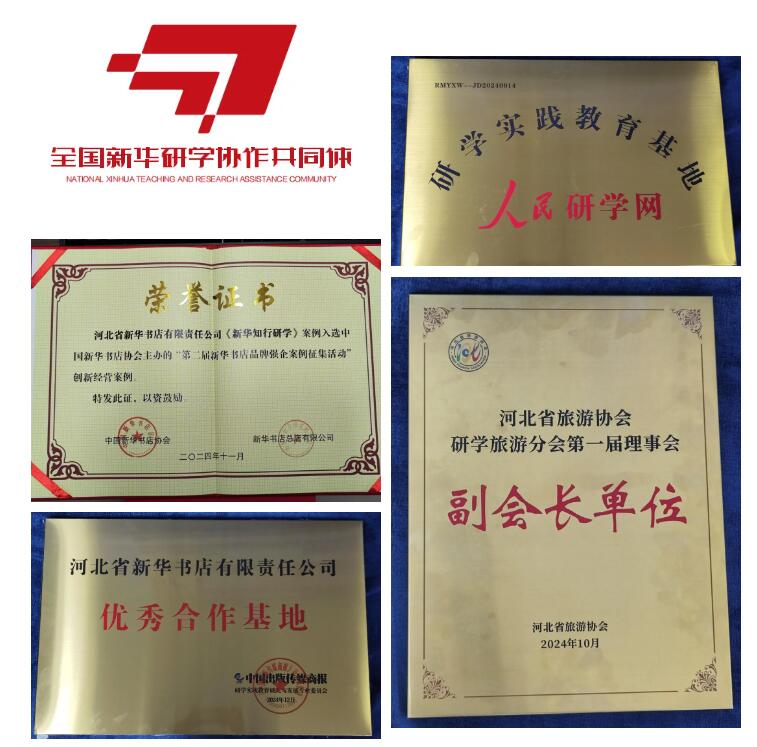 全国新华研学协作共同体
NATIONAL XINHUA TEACHING AND RESEARCH ASSISTANCE COMMUNITY
RMYXW--JD20240914
研学实践教育基地
人民研学网
荣誉证书
河北省新华书店有限责任公司《新华知行研学》案例入选中
国新华书店协会主办的“第二届新华书店品牌强企案例征集活动”
创新经营案例。
特发此证，以资鼓励。
中国新华书店协会
新华书店总店有限公司
二〇二四年十一月
河北省旅游协会
研学旅游分会第一届理事会
副会长单位
河北省旅游协会
2024年10月
河北省新华书店有限责任公司
优秀合作基地
中国出版传媒商报
2024年12月